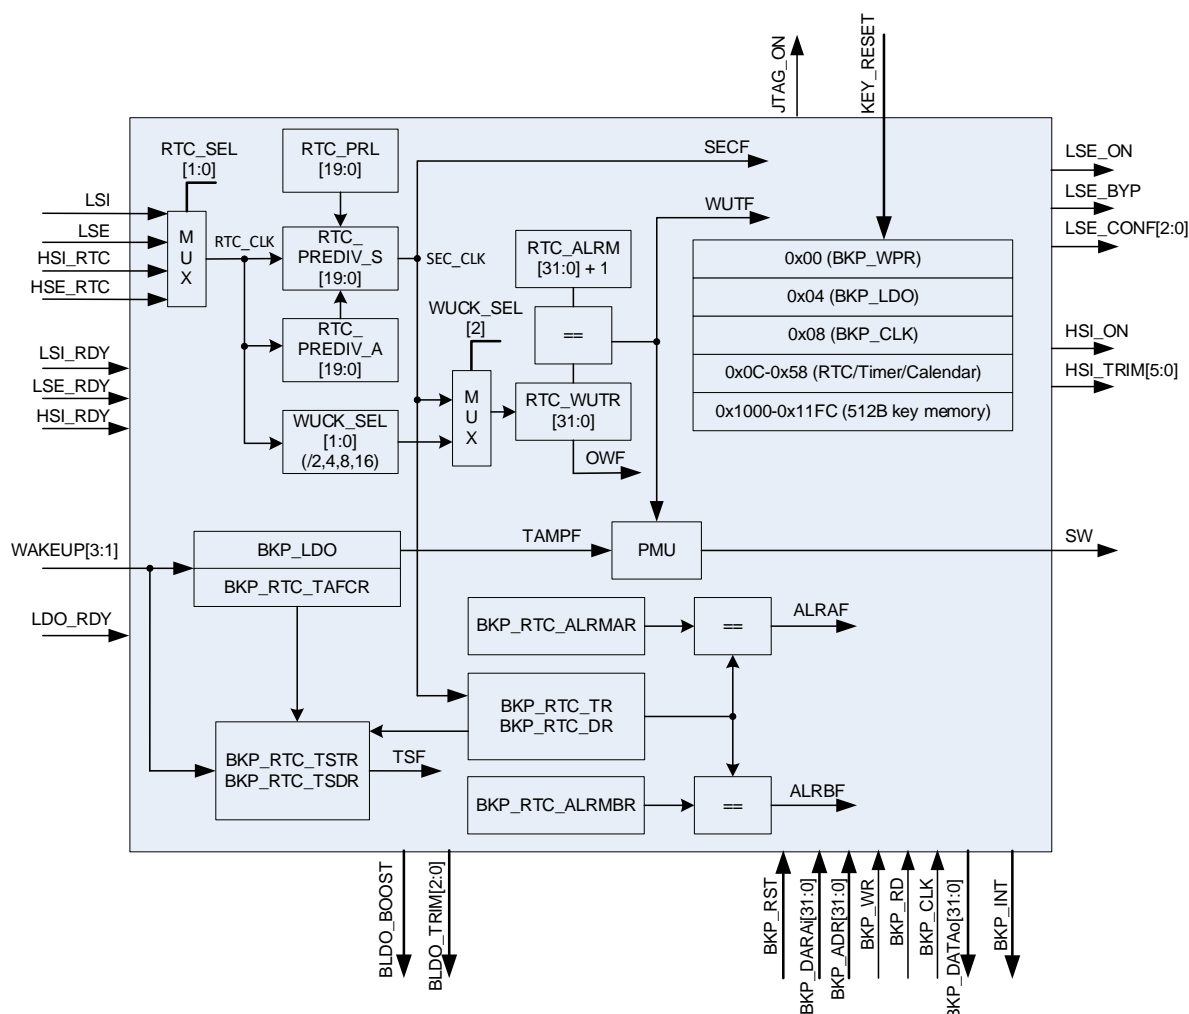 JTAG_ON
KEY_RESET
RTC_SEL
[1:0]
RTC_PRL
[19:0]
SECF
LSE_ON
LSI
LSE_BYP
WUTF
LSE
M
U
X
RTC_CLK
RTC_
PREDIV_S
[19:0]
SEC_CLK
RTC_ALRM
[31:0] + 1
LSE_CONF[2:0]
HSI_RTC
HSE_RTC
0x00 (BKP_WPR)
0x04 (BKP_LDO)
0x08 (BKP_CLK)
0x0C-0x58 (RTC/Timer/Calendar)
0x1000-0x11FC (512B key memory)
WUCK_SEL
[2]
RTC_
PREDIV_A
[19:0]
==
HSI_ON
HSI_TRIM[5:0]
LSI_RDY
LSE_RDY
HSI_RDY
M
U
X
RTC_WUTR
[31:0]
WUCK_SEL
[1:0]
(/2,4,8,16)
OWF
WAKEUP[3:1]
BKP_LDO
BKP_RTC_TAFCR
TAMPF
PMU
SW
LDO_RDY
BKP_RTC_ALRMAR
==
ALRAF
BKP_RTC_TR
BKP_RTC_DR
BKP_RTC_TSTR
BKP_RTC_TSDR
TSF
BKP_RTC_ALRMBR
==
ALRBF
BLDO_BOOST
BLDO_TRIM[2:0]
BKP_RST
BKP_DARAi[31:0]
BKP_ADR[31:0]
BKP_WR
BKP_RD
BKP_CLK
BKP_DATAo[31:0]
BKP_INT